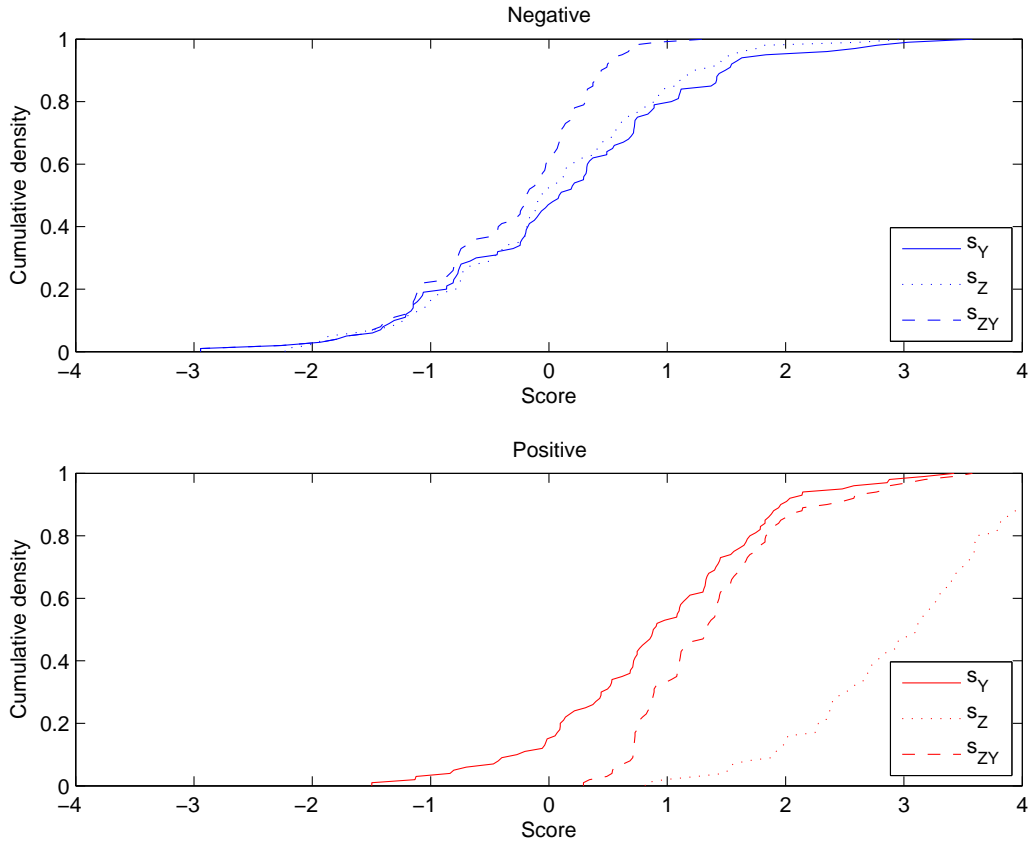 Negative
1
0.8
0.6
0.4
0.2
0
Cumulative density
−4 −3 −2 −1 0 1 2 3 4
Score
s_Y
s_Z
s_ZY
Positive
1
0.8
0.6
0.4
0.2
0
Cumulative density
−4 −3 −2 −1 0 1 2 3 4
Score
s_Y
s_Z
s_ZY